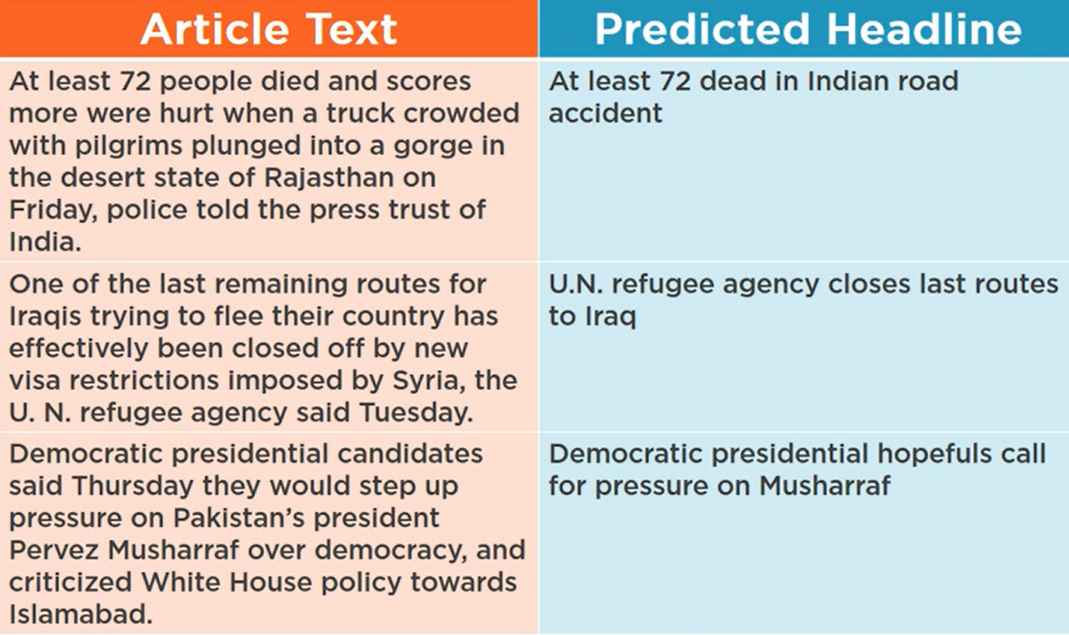 Article Text
Predicted Headline
At least 72 people died and scores
more were hurt when a truck crowded
with pilgrims plunged into a gorge in
the desert state of Rajasthan on
Friday, police told the press trust of
India.
At least 72 dead in Indian road
accident
One of the last remaining routes for
Iraqis trying to flee their country has
effectively been closed off by new
visa restrictions imposed by Syria, the
U. N. refugee agency said Tuesday.
U.N. refugee agency closes last routes
to Iraq
Democratic presidential candidates
said Thursday they would step up
pressure on Pakistan’s president
Pervez Musharraf over democracy, and
criticized White House policy towards
Islamabad.
Democratic presidential hopefuls call
for pressure on Musharraf